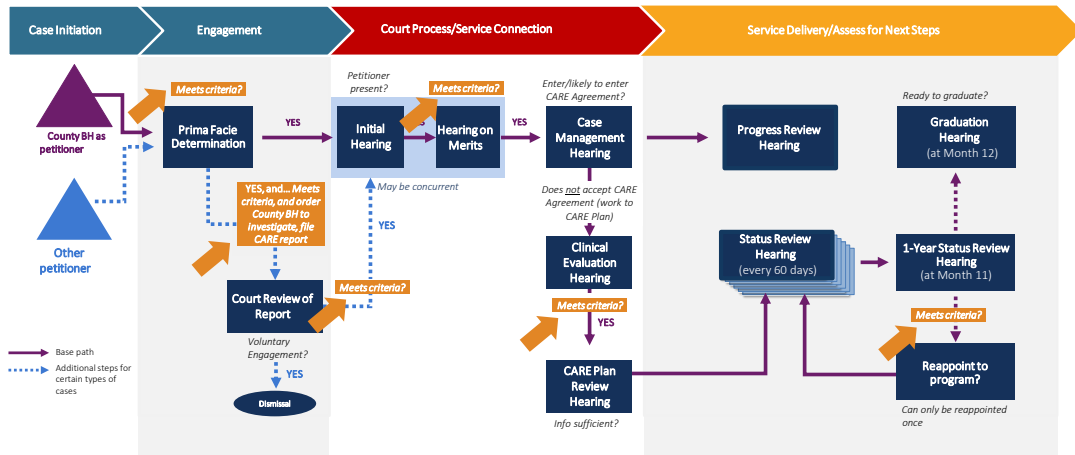 Case Initiation
Engagement
Court Process/Service Connection
Service Delivery/Assess for Next Steps
County BH as
petitioner
Other
petitioner
Base path
Additional steps for
certain types of
cases
Meets criteria?
Prima Facie
Determination
YES
YES, and... Meets
criteria, and order
County BH to
investigate, file
CARE report
Court Review of
Report
Meets criteria?
Voluntary
Engagement?
YES
Dismissal
Petitioner
present?
Initial
Hearing
Meets criteria?
Hearing on
Merits
May be concurrent
YES
YES
Enter/likely to enter
CARE Agreement?
Case
Management
Hearing
Does not accept CARE
Agreement (work to
CARE Plan)
Clinical
Evaluation
Hearing
Meets criteria?
YES
CARE Plan
Review
Hearing
Info sufficient?
Progress Review
Hearing
Status Review
Hearing
(every 60 days)
Ready to graduate?
Graduation
Hearing
(at Month 12)
1-Year Status Review
Hearing
(at Month 11)
Meets criteria?
Reappoint to
program?
Can only be reappointed
once